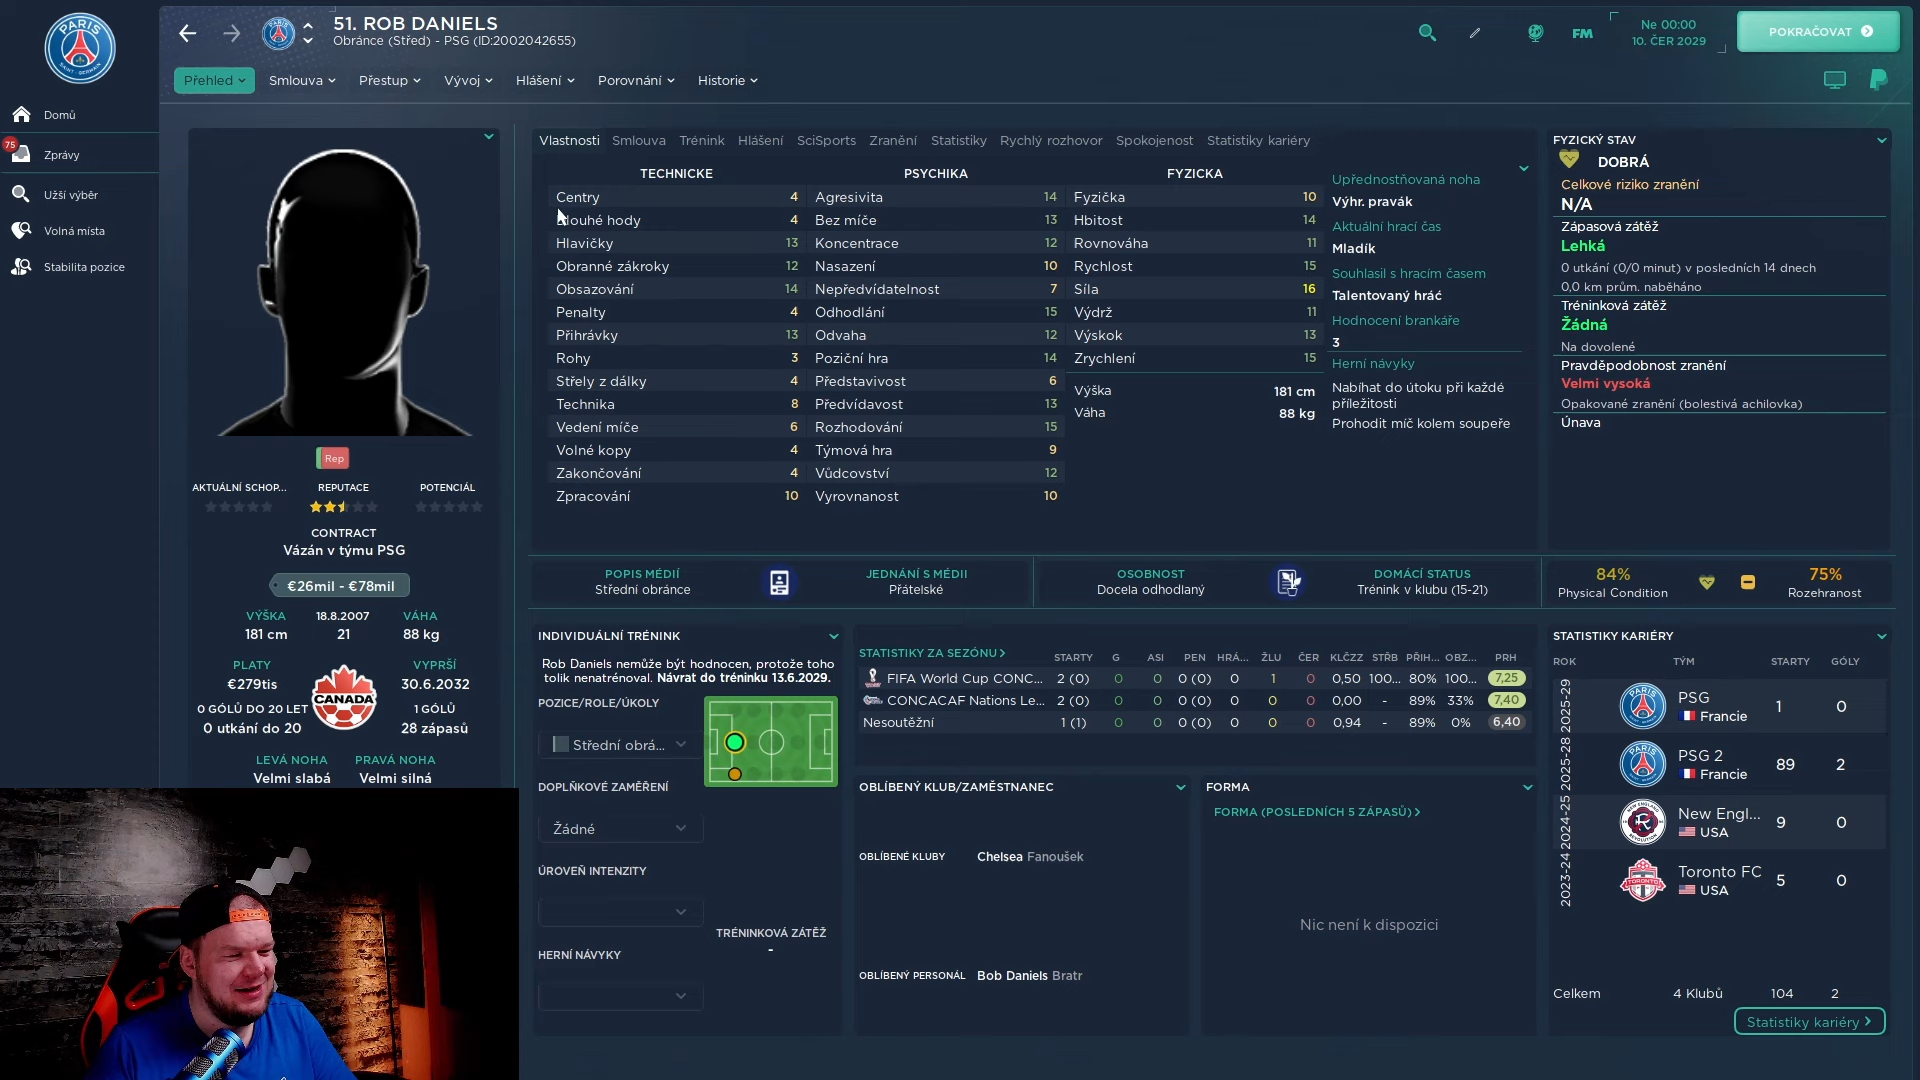 51. ROB DANIELS
Obránce (Střed) - PSG (ID:2002042655)
Ne 00:00
10. ČER 2029
POKRAČOVAT
FM
Přehled
Smlouva
Přestup
Vývoj
Hlášení
Porovnání
Historie
Domů
75
Zprávy
Užší výběr
Volná místa
Stabilita pozice
Rep
AKTUÁLNÍ SCHOP...
REPUTACE
POTENCIÁL
CONTRACT
Vázán v týmu PSG
€26mil - €78mil
VÝŠKA
18.8.2007
VÁHA
181 cm
21
88 kg
PLATY
VYPRŠÍ
€279tis
30.6.2032
CANADA
0 GÓLŮ DO 20 LET
1 GÓLŮ
0 utkání do 20
28 zápasů
LEVÁ NOHA
PRAVÁ NOHA
Velmi slabá
Velmi silná
Vlastnosti Smlouva Trénink Hlášení SciSports Zranění Statistiky Rychlý rozhovor Spokojenost Statistiky kariéry
TECHNICKE
Centry 4
Dlouhé hody 4
Hlavičky 13
Obranné zákroky 12
Obsazování 14
Penalty 4
Přihrávky 13
Rohy 3
Střely z dálky 4
Technika 8
Vedení míče 6
Volné kopy 4
Zakončování 4
Zpracování 10
PSYCHIKA
Agresivita 14
Bez míče 13
Koncentrace 12
Nasazení 10
Nepředvídatelnost 7
Odhodlání 15
Odvaha 12
Poziční hra 14
Představivost 6
Předvídavost 13
Rozhodování 15
Týmová hra 9
Vůdcovství 12
Vyrovnanost 10
FYZICKA
Fyzička 10
Hbitost 14
Rovnováha 11
Rychlost 15
Síla 16
Výdrž 11
Výskok 13
Zrychlení 15
Výška 181 cm
Váha 88 kg
Upřednostňovaná noha
Výhr. pravák
Aktuální hrací čas
Mladík
Souhlasil s hracím časem
Talentovaný hráč
Hodnocení brankáře
3
Herní návyky
Nabíhat do útoku při každé
příležitosti
Prohodit míč kolem soupeře
FYZICKÝ STAV
DOBRÁ
Celkové riziko zranění
N/A
Zápasová zátěž
Lehká
0 utkání (0/0 minut) v posledních 14 dnech
0,0 km prům. naběháno
Tréninková zátěž
Žádná
Na dovolené
Pravděpodobnost zranění
Velmi vysoká
Opakované zranění (bolestivá achilovka)
Únava
POPIS MÉDIÍ
Střední obránce
JEDNÁNÍ S MÉDII
Přátelské
OSOBNOST
Docela odhodlaný
DOMÁCÍ STATUS
Trénink v klubu (15-21)
84%
Physical Condition
75%
Rozehranost
INDIVIDUÁLNÍ TRÉNINK
Rob Daniels nemůže být hodnocen, protože toho
tolik nenatrénoval. Návrat do tréninku 13.6.2029.
POZICE/ROLE/ÚKOLY
Střední obrá...
DOPLŇKOVÉ ZAMĚŘENÍ
Žádné
ÚROVEŇ INTENZITY
TRÉNINKOVÁ ZÁTĚŽ
-
HERNÍ NÁVYKY
STATISTIKY ZA SEZÓNU STARTY G ASI PEN HRÁ... ŽLU ČER KLČZZ STŘB PŘIH... OBZ... PRH
FIFA World Cup CONC... 2 (0) 0 0 0 (0) 0 1 0 0,50 100... 80% 100... 7,25
CONCACAF Nations Le... 2 (0) 0 0 0 (0) 0 0 0 0,00 - 89% 33% 7,40
Nesoutěžní 1 (1) 0 0 0 (0) 0 0 0 0,94 - 89% 0% 6,40
OBLÍBENÝ KLUB/ZAMĚSTNANEC
OBLÍBENÉ KLUBY Chelsea Fanoušek
OBLÍBENÝ PERSONÁL Bob Daniels Bratr
FORMA
FORMA (POSLEDNÍCH 5 ZÁPASŮ)
Nic není k dispozici
STATISTIKY KARIÉRY
ROK TÝM STARTY GÓLY
2025-29 PSG 1 0
Francie
2025-28 PSG 2 89 2
Francie
2024-25 New Engl... 9 0
USA
2023-24 Toronto FC 5 0
USA
Celkem 4 Klubů 104 2
Statistiky kariéry